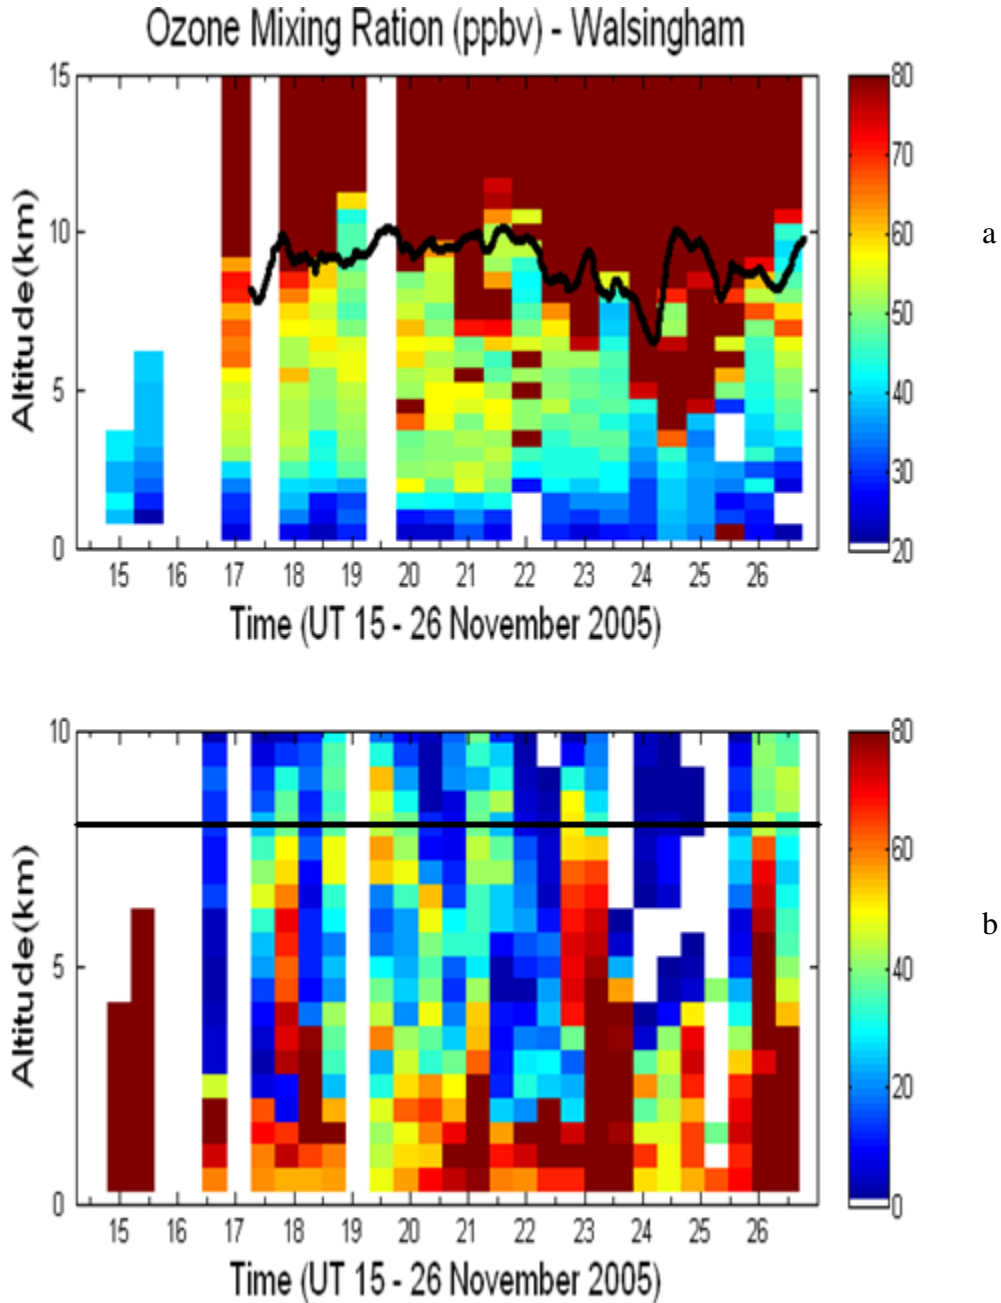 Ozone Mixing Ration (ppbv) - Walsingham
15
10
5
0
Altitude(km)
15 16 17 18 19 20 21 22 23 24 25 26
Time (UT 15 - 26 November 2005)
80
70
60
50
40
30
20
a
10
5
0
Altitude(km)
15 16 17 18 19 20 21 22 23 24 25 26
Time (UT 15 - 26 November 2005)
80
60
40
20
0
b